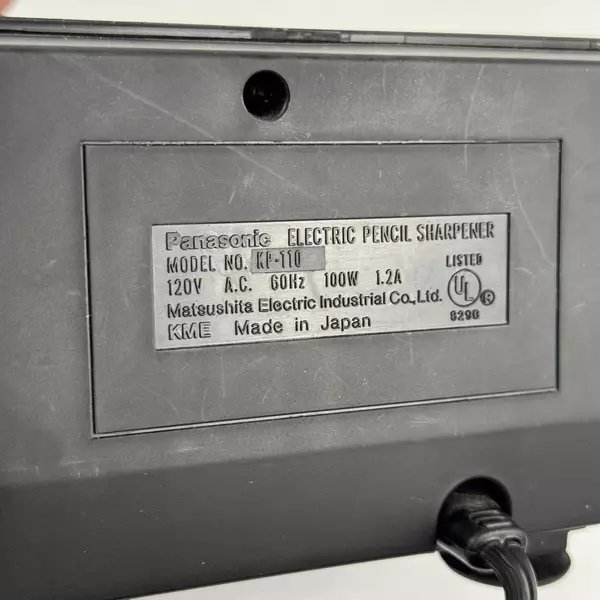 Panasonic ELECTRIC PENCIL SHARPENER
MODEL NO. KP-110
120V A.C. 60Hz 100W 1.2A
Matsushita Electric Industrial Co., Ltd.
KME Made in Japan
LISTED
UL ®
829B